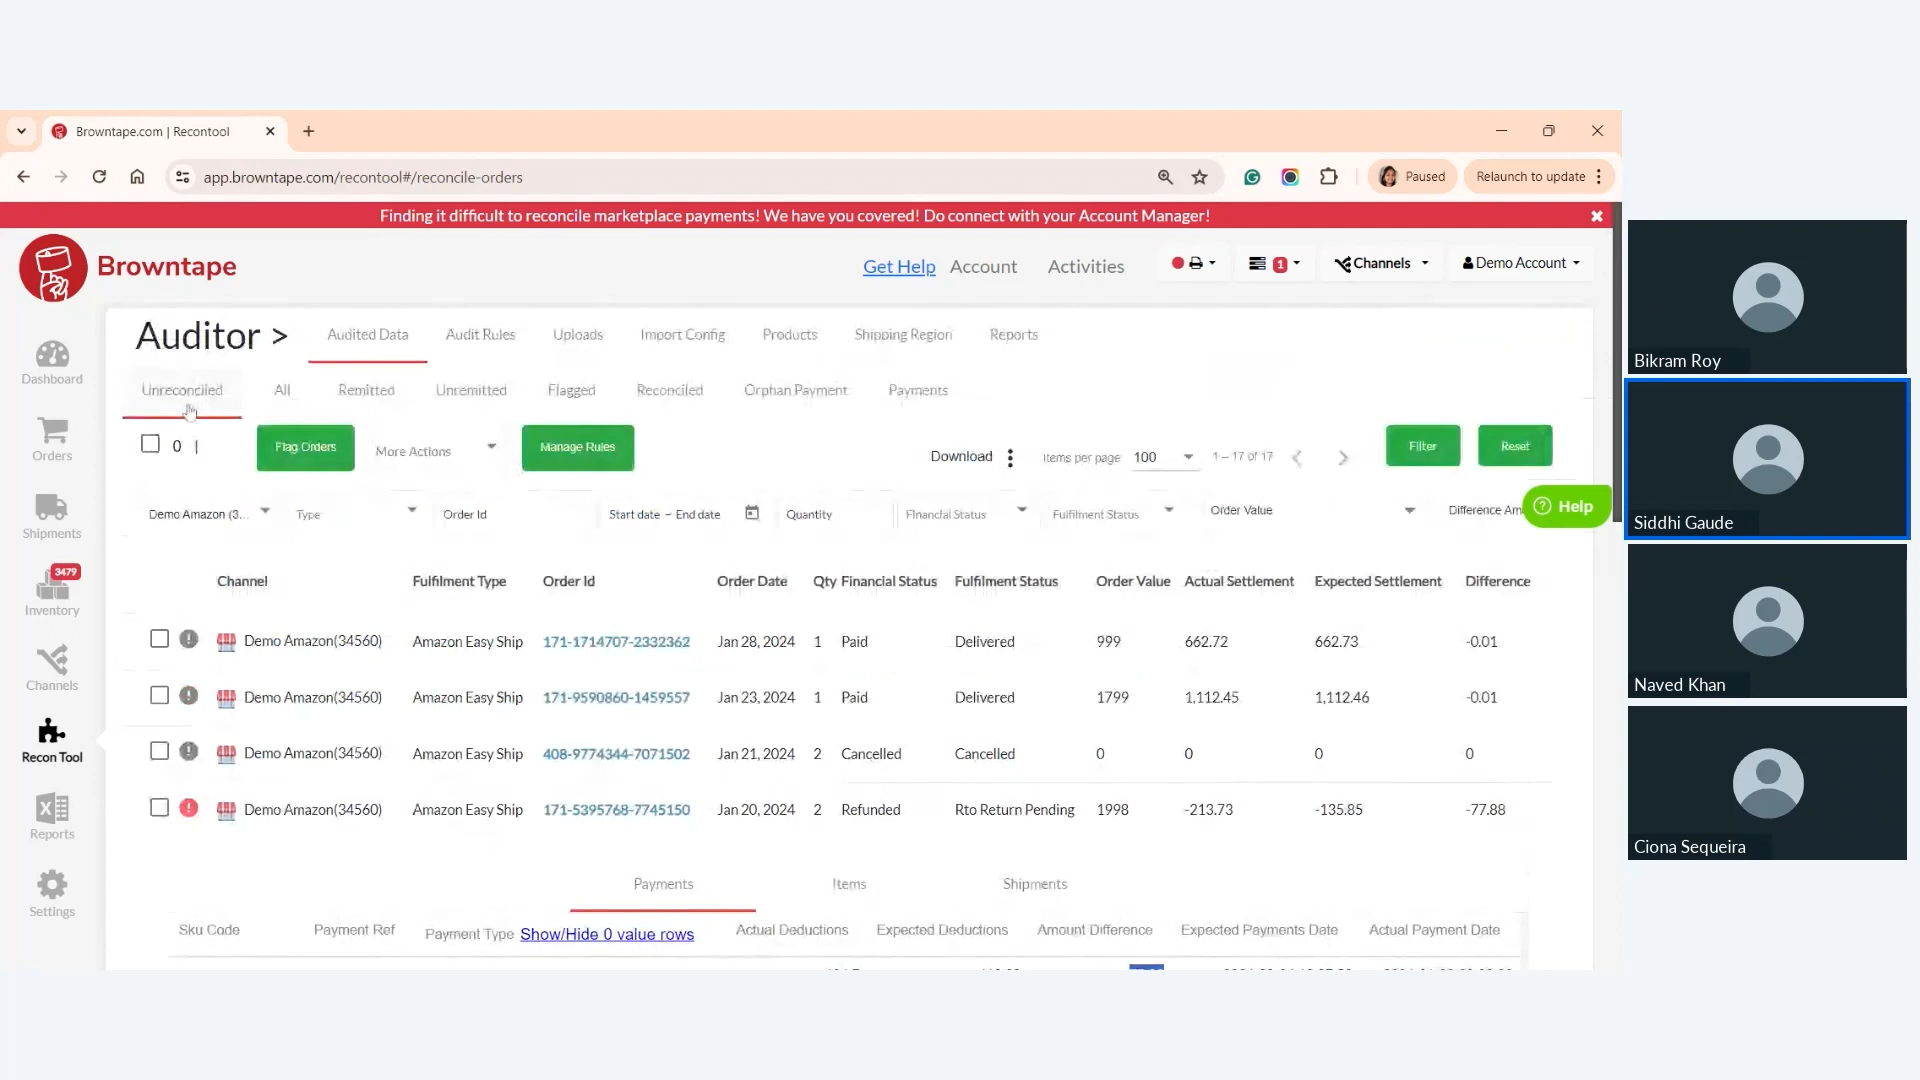 Browntape.com | Recontool
app.browntape.com/recontool#/reconcile-orders
Paused
Relaunch to update
Finding it difficult to reconcile marketplace payments! We have you covered! Do connect with your Account Manager!
Browntape
Get Help Account Activities 1 Channels Demo Account
Auditor > Audited Data Audit Rules Uploads Import Config Products Shipping Region Reports
Unreconciled All Remitted Unremitted Flagged Reconciled Orphan Payment Payments
0 | Flag Orders More Actions Manage Rules Download Items per page 100 1 – 17 of 17 Filter Reset
Demo Amazon (3... Type Order Id Start date – End date Quantity Financial Status Fulfilment Status Order Value Difference Am
Help
Channel Fulfilment Type Order Id Order Date Qty Financial Status Fulfilment Status Order Value Actual Settlement Expected Settlement Difference
Demo Amazon(34560) Amazon Easy Ship 171-1714707-2332362 Jan 28, 2024 1 Paid Delivered 999 662.72 662.73 -0.01
Demo Amazon(34560) Amazon Easy Ship 171-9590860-1459557 Jan 23, 2024 1 Paid Delivered 1799 1,112.45 1,112.46 -0.01
Demo Amazon(34560) Amazon Easy Ship 408-9774344-7071502 Jan 21, 2024 2 Cancelled Cancelled 0 0 0 0
Demo Amazon(34560) Amazon Easy Ship 171-5395768-7745150 Jan 20, 2024 2 Refunded Rto Return Pending 1998 -213.73 -135.85 -77.88
Payments Items Shipments
Sku Code Payment Ref Payment Type Show/Hide 0 value rows Actual Deductions Expected Deductions Amount Difference Expected Payments Date Actual Payment Date
Dashboard
Orders
Shipments
3479
Inventory
Channels
Recon Tool
Reports
Settings
Bikram Roy
Siddhi Gaude
Naved Khan
Ciona Sequeira